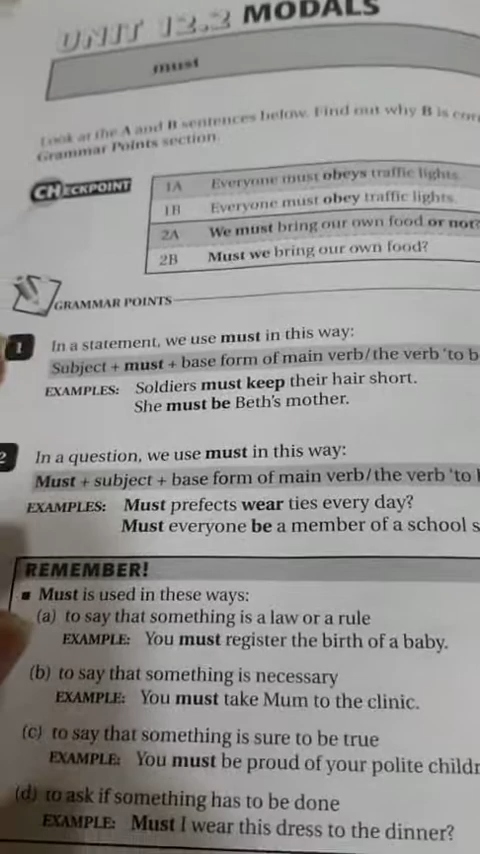 UNIT 12.2 MODALS
must
Look at the A and B sentences below. Find out why B is
Grammar Points section.
CHECKPOINT
1A Everyone must obeys traffic lights.
1B Everyone must obey traffic lights.
2A We must bring our own food or not?
2B Must we bring our own food?
GRAMMAR POINTS
1 In a statement, we use must in this way:
Subject + must + base form of main verb/the verb 'to b
EXAMPLES: Soldiers must keep their hair short.
She must be Beth's mother.
2 In a question, we use must in this way:
Must + subject + base form of main verb/the verb 'to
EXAMPLES: Must prefects wear ties every day?
Must everyone be a member of a school s
REMEMBER!
▪ Must is used in these ways:
(a) to say that something is a law or a rule
EXAMPLE: You must register the birth of a baby.
(b) to say that something is necessary
EXAMPLE: You must take Mum to the clinic.
(c) to say that something is sure to be true
EXAMPLE: You must be proud of your polite childr
(d) to ask if something has to be done
EXAMPLE: Must I wear this dress to the dinner?